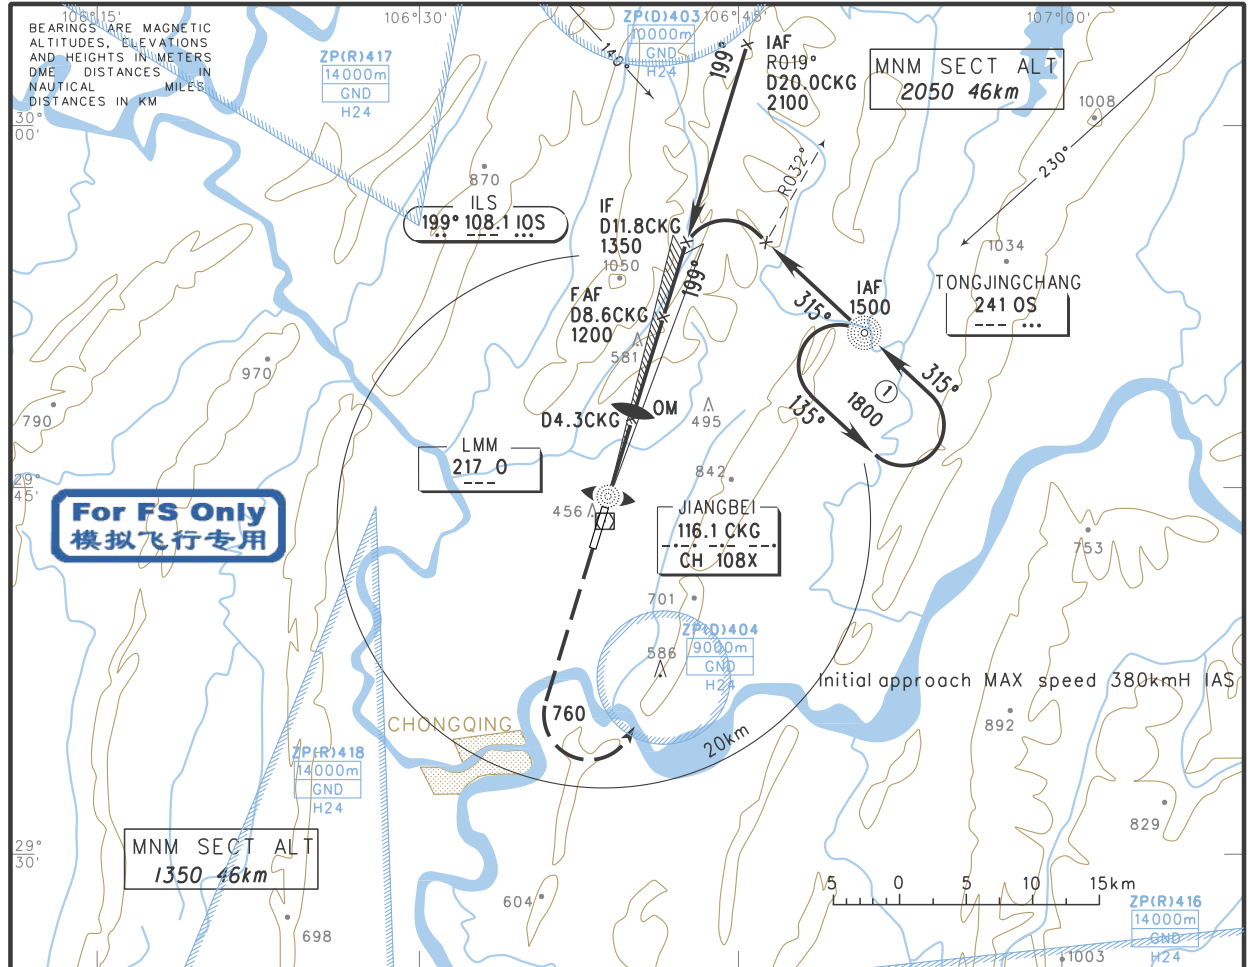 106°15'
106°30'
ZP(D)403
10000m
GND
H24
106°45'
107°00'
BEARINGS ARE MAGNETIC
ALTITUDES, ELEVATIONS
AND HEIGHTS IN METERS
DME DISTANCES IN
NAUTICAL MILES
DISTANCES IN KM
ZP(R)417
14000m
GND
H24
140°
199°
IAF
R019°
D20.0CKG
2100
MNM SECT ALT
2050 46km
30°
00'
1008
230°
870
ILS
199° 108.1 IOS
R032°
IF
D11.8CKG
1350
1050
199°
1034
TONGJINGCHANG
241 OS
FAF
D8.6CKG
1200
581
315°
IAF
1500
970
790
315°
1
1800
135°
D4.3CKG
OM
495
LMM
217 O
842
29°
45'
456
JIANGBEI
116.1 CKG
CH 108X
For FS Only
模拟飞行专用
753
701
ZP(D)404
9000m
GND
H24
586
Initial approach MAX speed 380kmH IAS
892
760
CHONGQING
20km
ZP(R)418
14000m
GND
H24
829
29°
30'
MNM SECT ALT
1350 46km
604
698
5 0 5 10 15km
ZP(R)416
14000m
GND
H24
1003